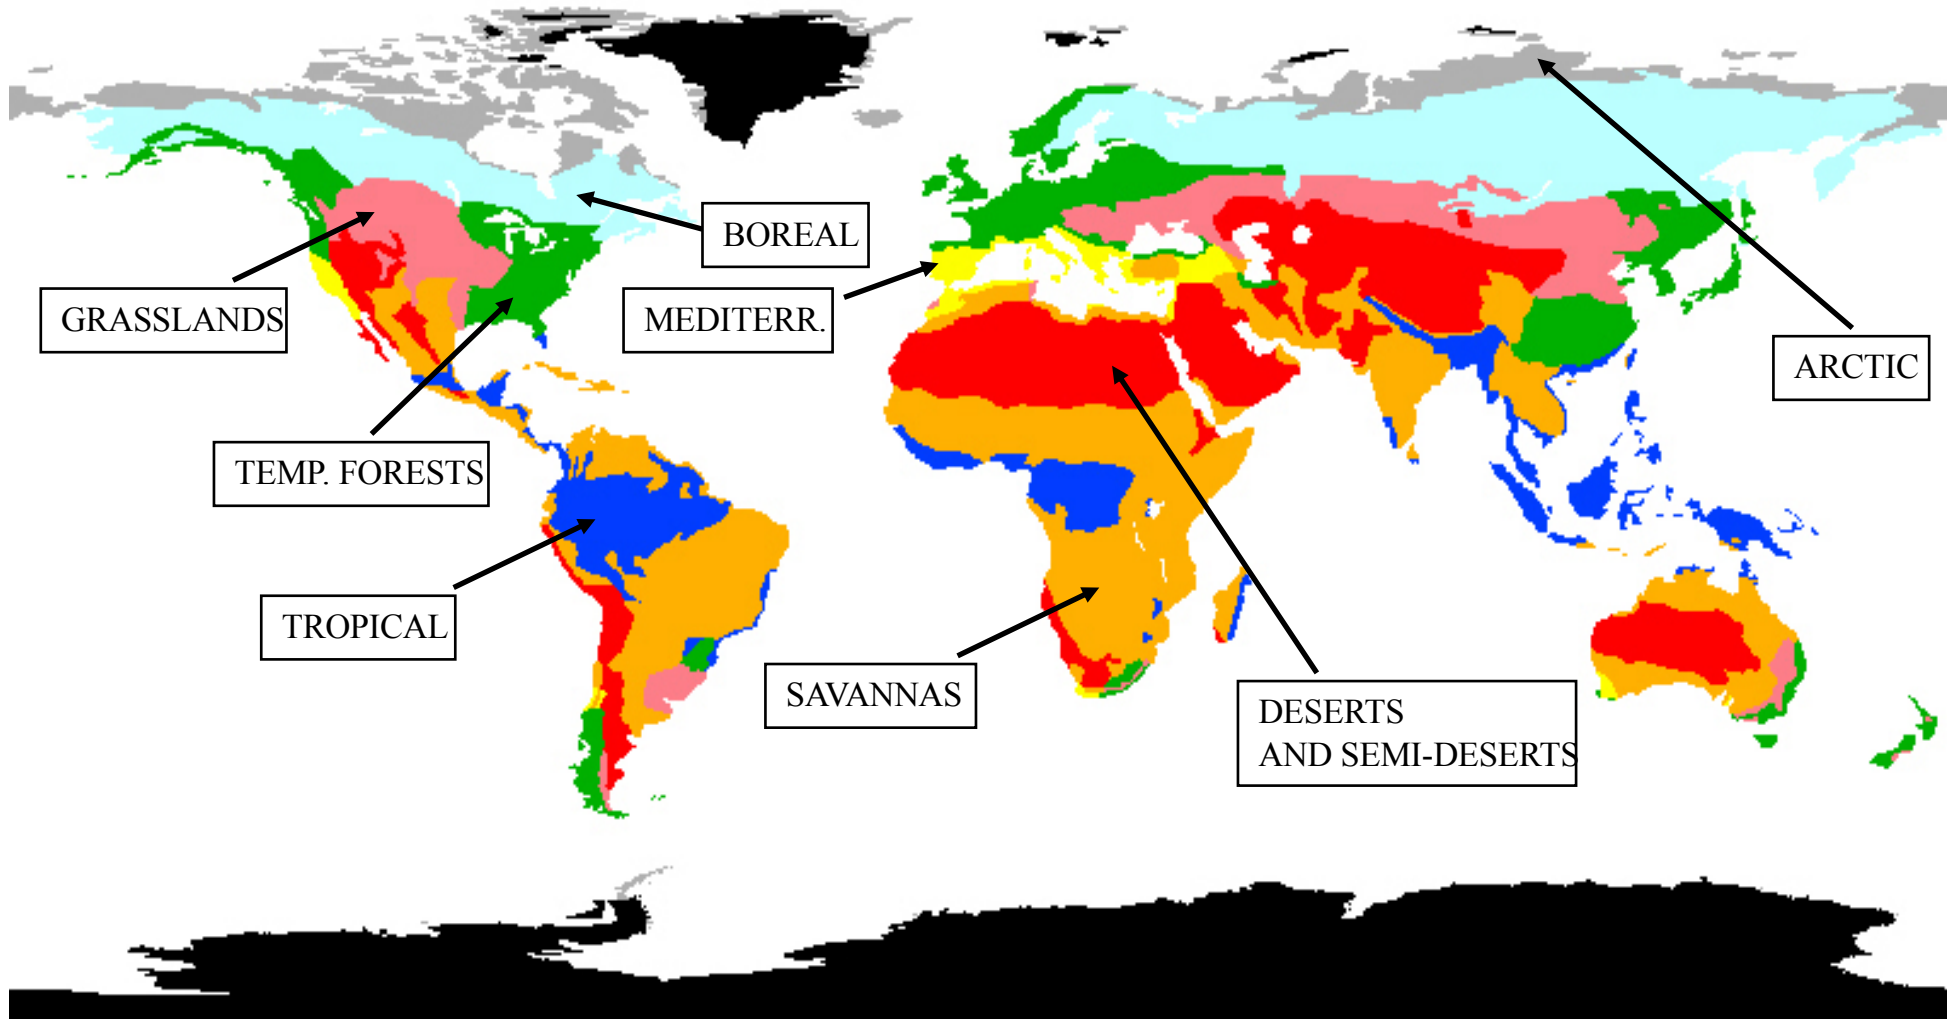 BOREAL
GRASSLANDS
MEDITERR.
ARCTIC
TEMP. FORESTS
TROPICAL
SAVANNAS
DESERTS
AND SEMI-DESERTS